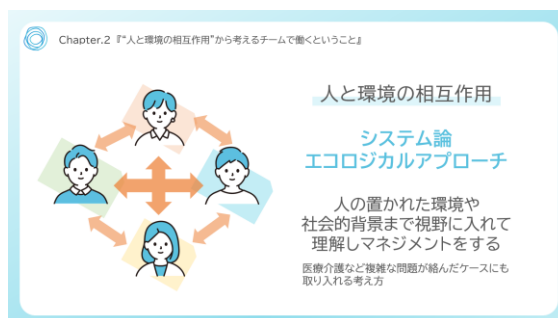 Chapter.2 『“人と環境の相互作用”から考えるチームで働くということ』
人と環境の相互作用
システム論
エコロジカルアプローチ
人の置かれた環境や
社会的背景まで視野に入れて
理解しマネジメントをする
医療介護など複雑な問題が絡んだケースにも
取り入れる考え方